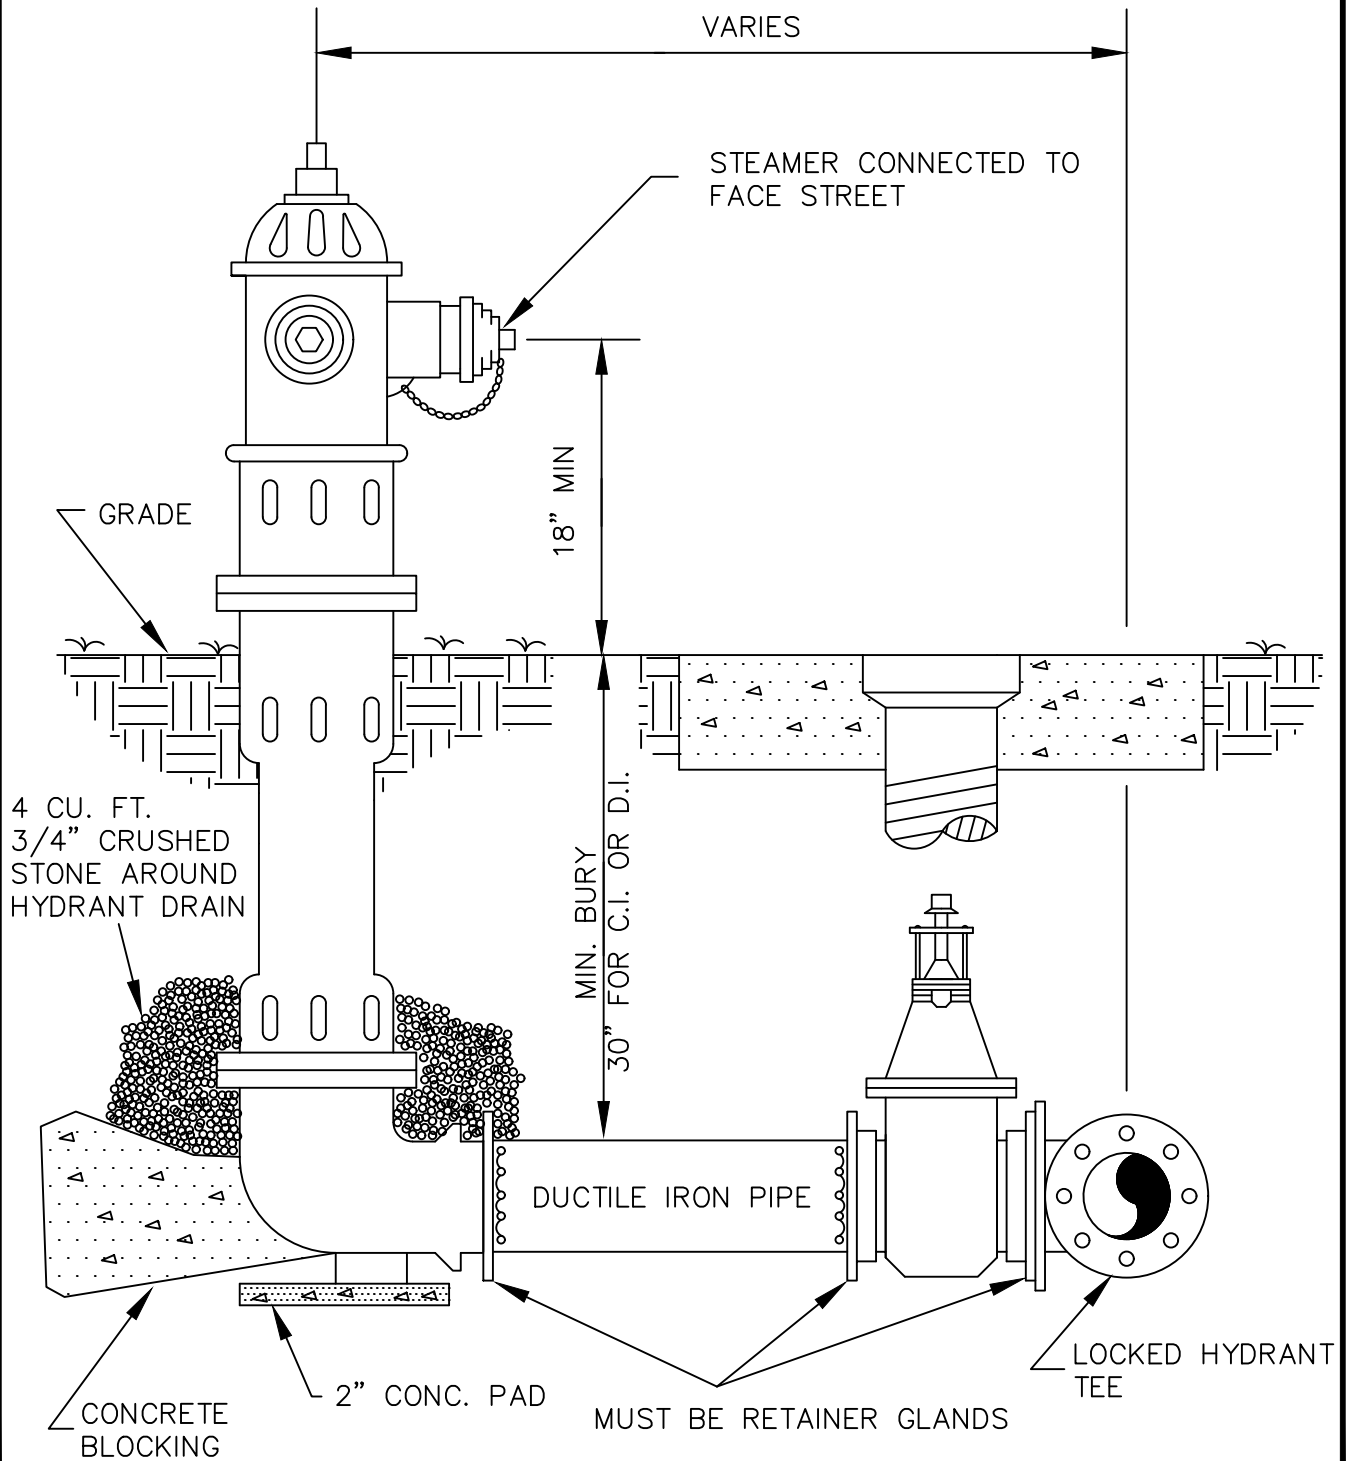 VARIES
STEAMER CONNECTED TO
FACE STREET
18" MIN
GRADE
4 CU. FT.
3/4" CRUSHED
STONE AROUND
HYDRANT DRAIN
MIN. BURY
30" FOR C.I. OR D.I.
DUCTILE IRON PIPE
LOCKED HYDRANT
TEE
2" CONC. PAD
MUST BE RETAINER GLANDS
CONCRETE
BLOCKING